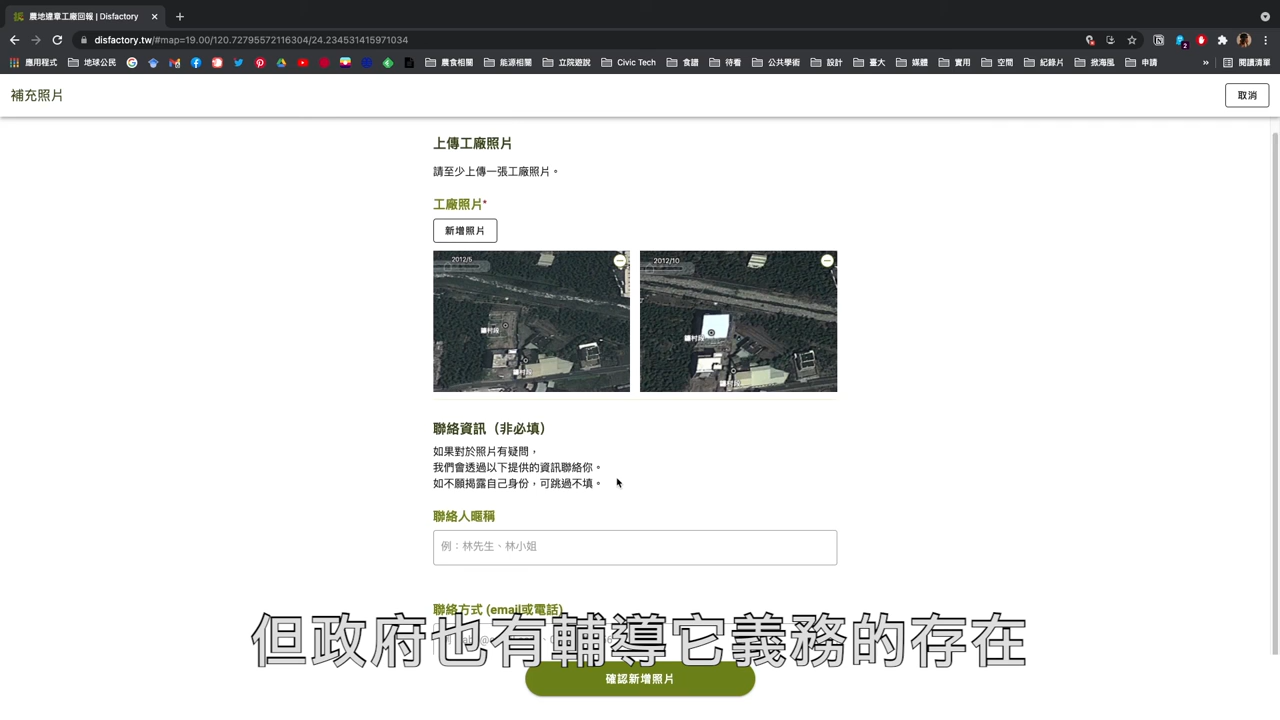 農地違章工廠回報 | Disfactory
disfactory.tw/#map=19.00/120.72795572116304/24.234531415971034
應用程式 地球公民 農食相關 能源相關 立院遊說 Civic Tech 食譜 待看 公共學術 設計 臺大 媒體 實用 空間 紀錄片 掀海風 申請 » 閱讀清單
補充照片
取消
上傳工廠照片
請至少上傳一張工廠照片。
工廠照片*
新增照片
2012/5
2012/10
聯絡資訊（非必填）
如果對於照片有疑問，
我們會透過以下提供的資訊聯絡你。
如不願揭露自己身份，可跳過不填。
聯絡人暱稱
例：林先生、林小姐
聯絡方式 (email或電話)
但政府也有輔導它義務的存在
確認新增照片